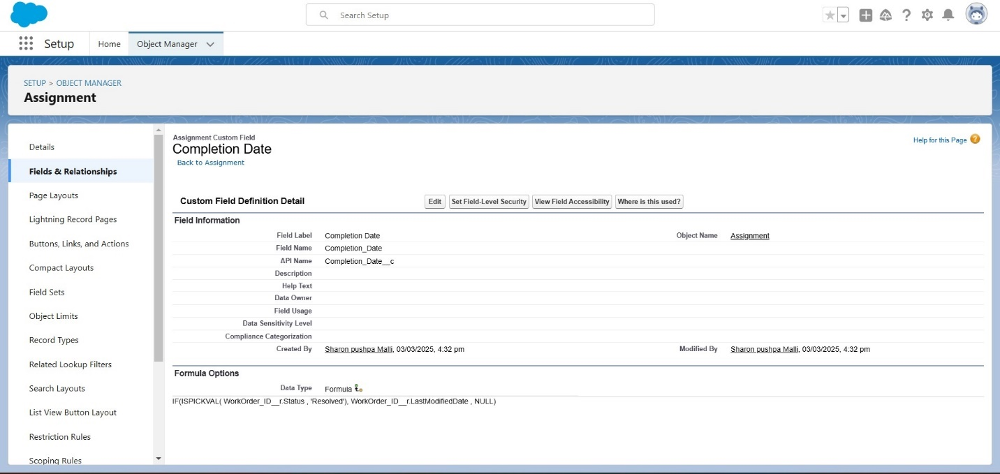 Search Setup
Setup
Home
Object Manager
SETUP > OBJECT MANAGER
Assignment
Details
Fields & Relationships
Page Layouts
Lightning Record Pages
Buttons, Links, and Actions
Compact Layouts
Field Sets
Object Limits
Record Types
Related Lookup Filters
Search Layouts
List View Button Layout
Restriction Rules
Scoping Rules
Assignment Custom Field
Completion Date
Back to Assignment
Help for this Page
Custom Field Definition Detail
Edit
Set Field-Level Security
View Field Accessibility
Where is this used?
Field Information
Field Label Completion Date Object Name Assignment
Field Name Completion_Date
API Name Completion_Date__c
Description
Help Text
Data Owner
Field Usage
Data Sensitivity Level
Compliance Categorization
Created By Sharon pushpa Malli, 03/03/2025, 4:32 pm Modified By Sharon pushpa Malli, 03/03/2025, 4:32 pm
Formula Options
Data Type Formula
IF(ISPICKVAL( WorkOrder_ID__r.Status , 'Resolved'), WorkOrder_ID__r.LastModifiedDate , NULL)